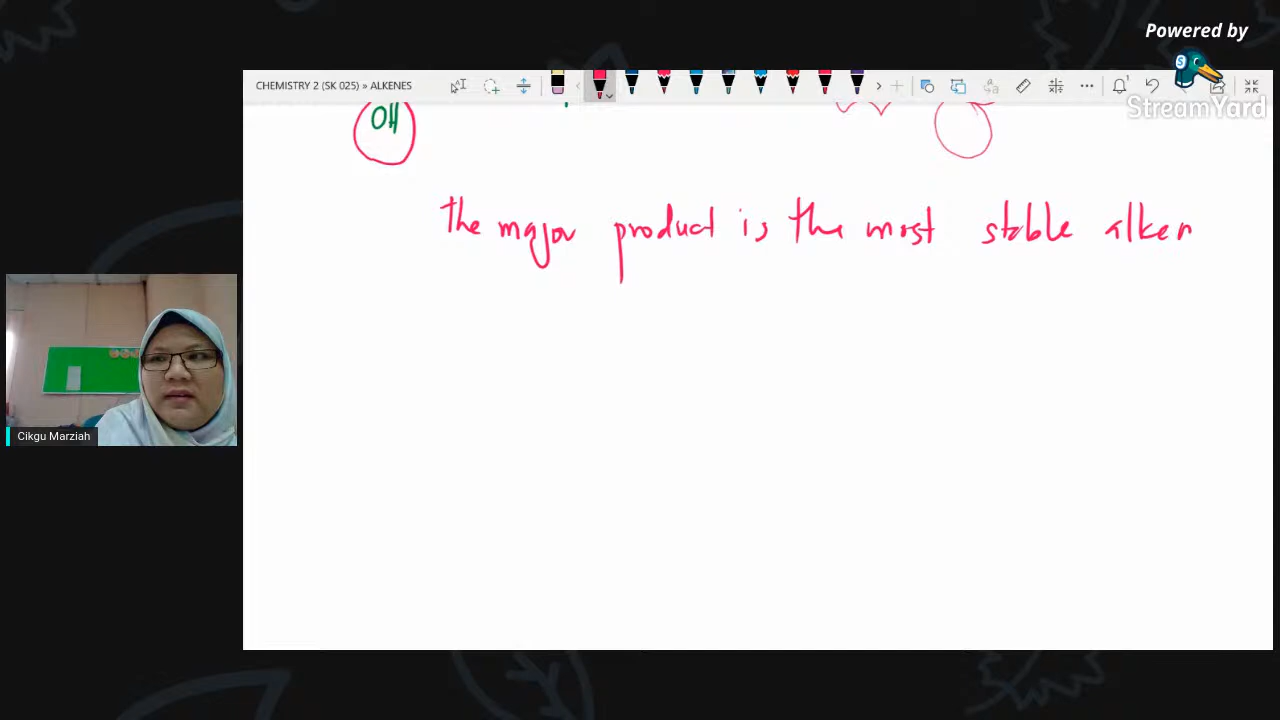 Powered by
StreamYard
CHEMISTRY 2 (SK 025) » ALKENES
OH
the major product is the most stable alken
Cikgu Marziah